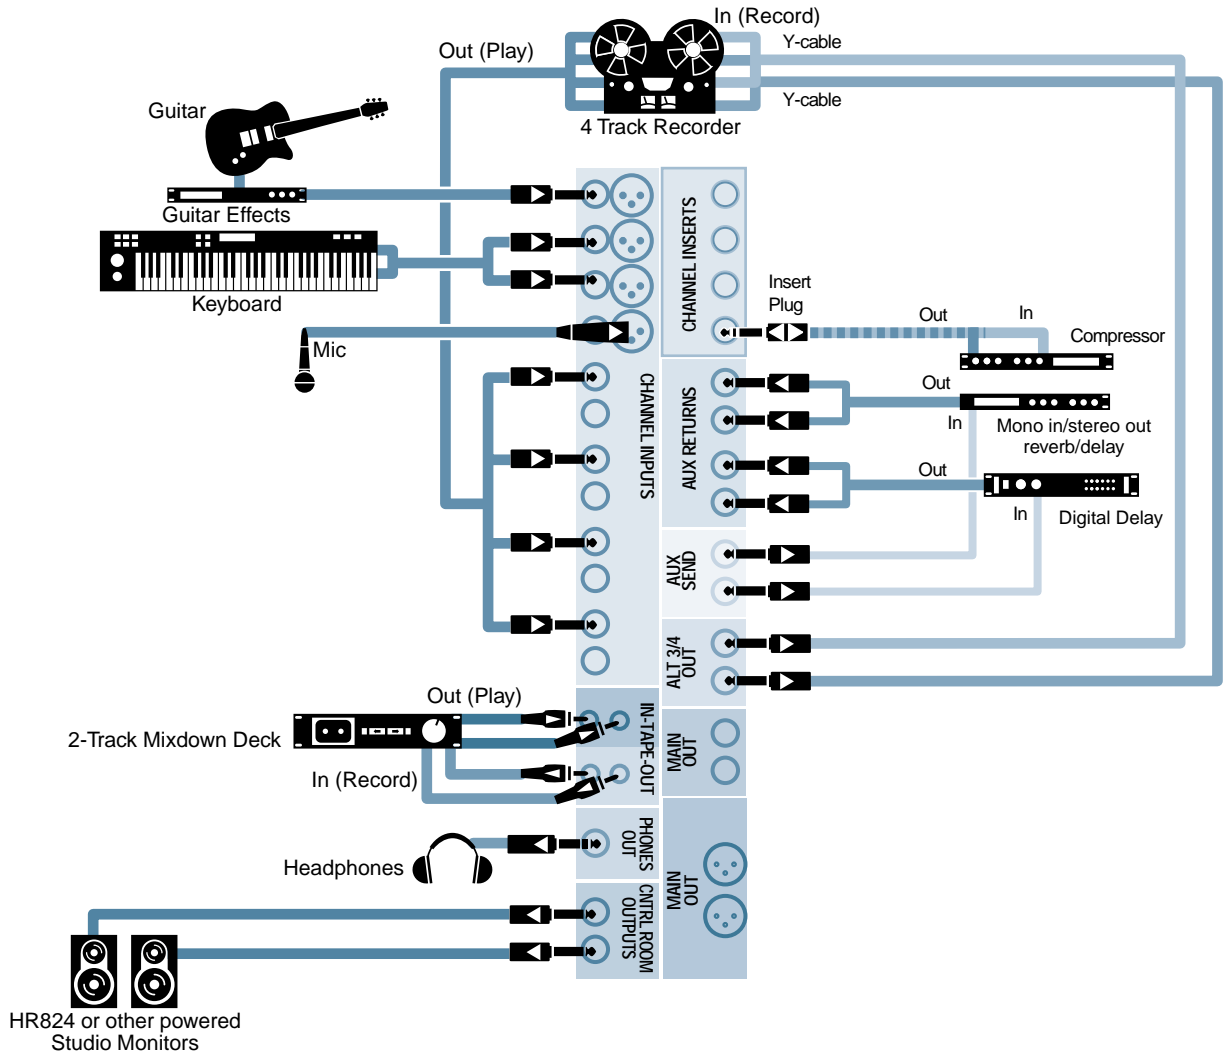 In (Record)
Out (Play)
Y-cable
Y-cable
4 Track Recorder
Guitar
Guitar Effects
Keyboard
Mic
CHANNEL INSERTS
Insert
Plug
Out
In
Compressor
CHANNEL INPUTS
AUX RETURNS
Out
In
Mono in/stereo out
reverb/delay
Out
In
Digital Delay
AUX
SEND
ALT 3/4
OUT
Out (Play)
2-Track Mixdown Deck
In (Record)
IN-TAPE-OUT
MAIN
OUT
PHONES
OUT
Headphones
MAIN
OUT
CNTRL ROOM
OUTPUTS
HR824 or other powered
Studio Monitors